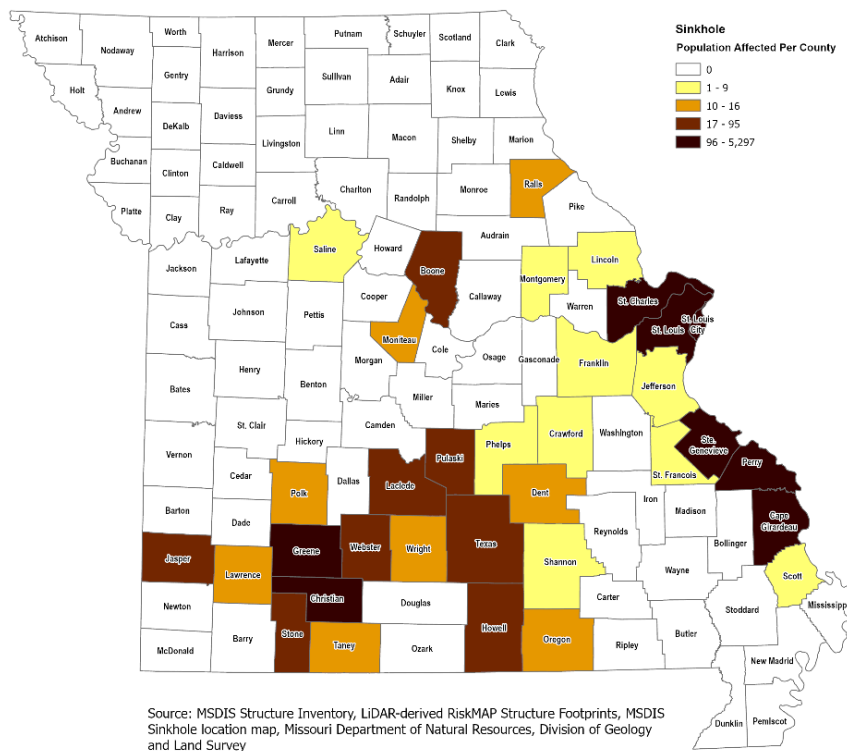 Sinkhole
Population Affected Per County
0
1 - 9
10 - 16
17 - 95
96 - 5,297
Atchison
Nodaway
Worth
Harrison
Mercer
Putnam
Schuyler
Scotland
Clark
Holt
Gentry
Sullivan
Adair
Knox
Lewis
Grundy
Andrew
DeKalb
Daviess
Livingston
Linn
Macon
Shelby
Marion
Buchanan
Clinton
Caldwell
Chariton
Randolph
Monroe
Ralls
Platte
Clay
Ray
Carroll
Pike
Saline
Howard
Boone
Audrain
Jackson
Lafayette
Cooper
Callaway
Montgomery
Lincoln
Warren
St. Charles
St. Louis
St. Louis
City
Cass
Johnson
Pettis
Moniteau
Morgan
Cole
Osage
Gasconade
Franklin
Jefferson
Bates
Henry
Benton
Miller
Maries
St. Clair
Hickory
Camden
Phelps
Crawford
Washington
Ste.
Genevieve
St. Francois
Perry
Vernon
Cedar
Polk
Dallas
Laclede
Pulaski
Dent
Iron
Madison
Cape
Girardeau
Barton
Dade
Greene
Webster
Wright
Texas
Reynolds
Bollinger
Jasper
Lawrence
Shannon
Wayne
Scott
Newton
Christian
Douglas
Howell
Carter
Stoddard
Mississippi
McDonald
Barry
Stone
Taney
Ozark
Oregon
Ripley
Butler
New Madrid
Dunklin
Pemiscot
Source: MSDIS Structure Inventory, LiDAR-derived RiskMAP Structure Footprints, MSDIS
Sinkhole location map, Missouri Department of Natural Resources, Division of Geology
and Land Survey